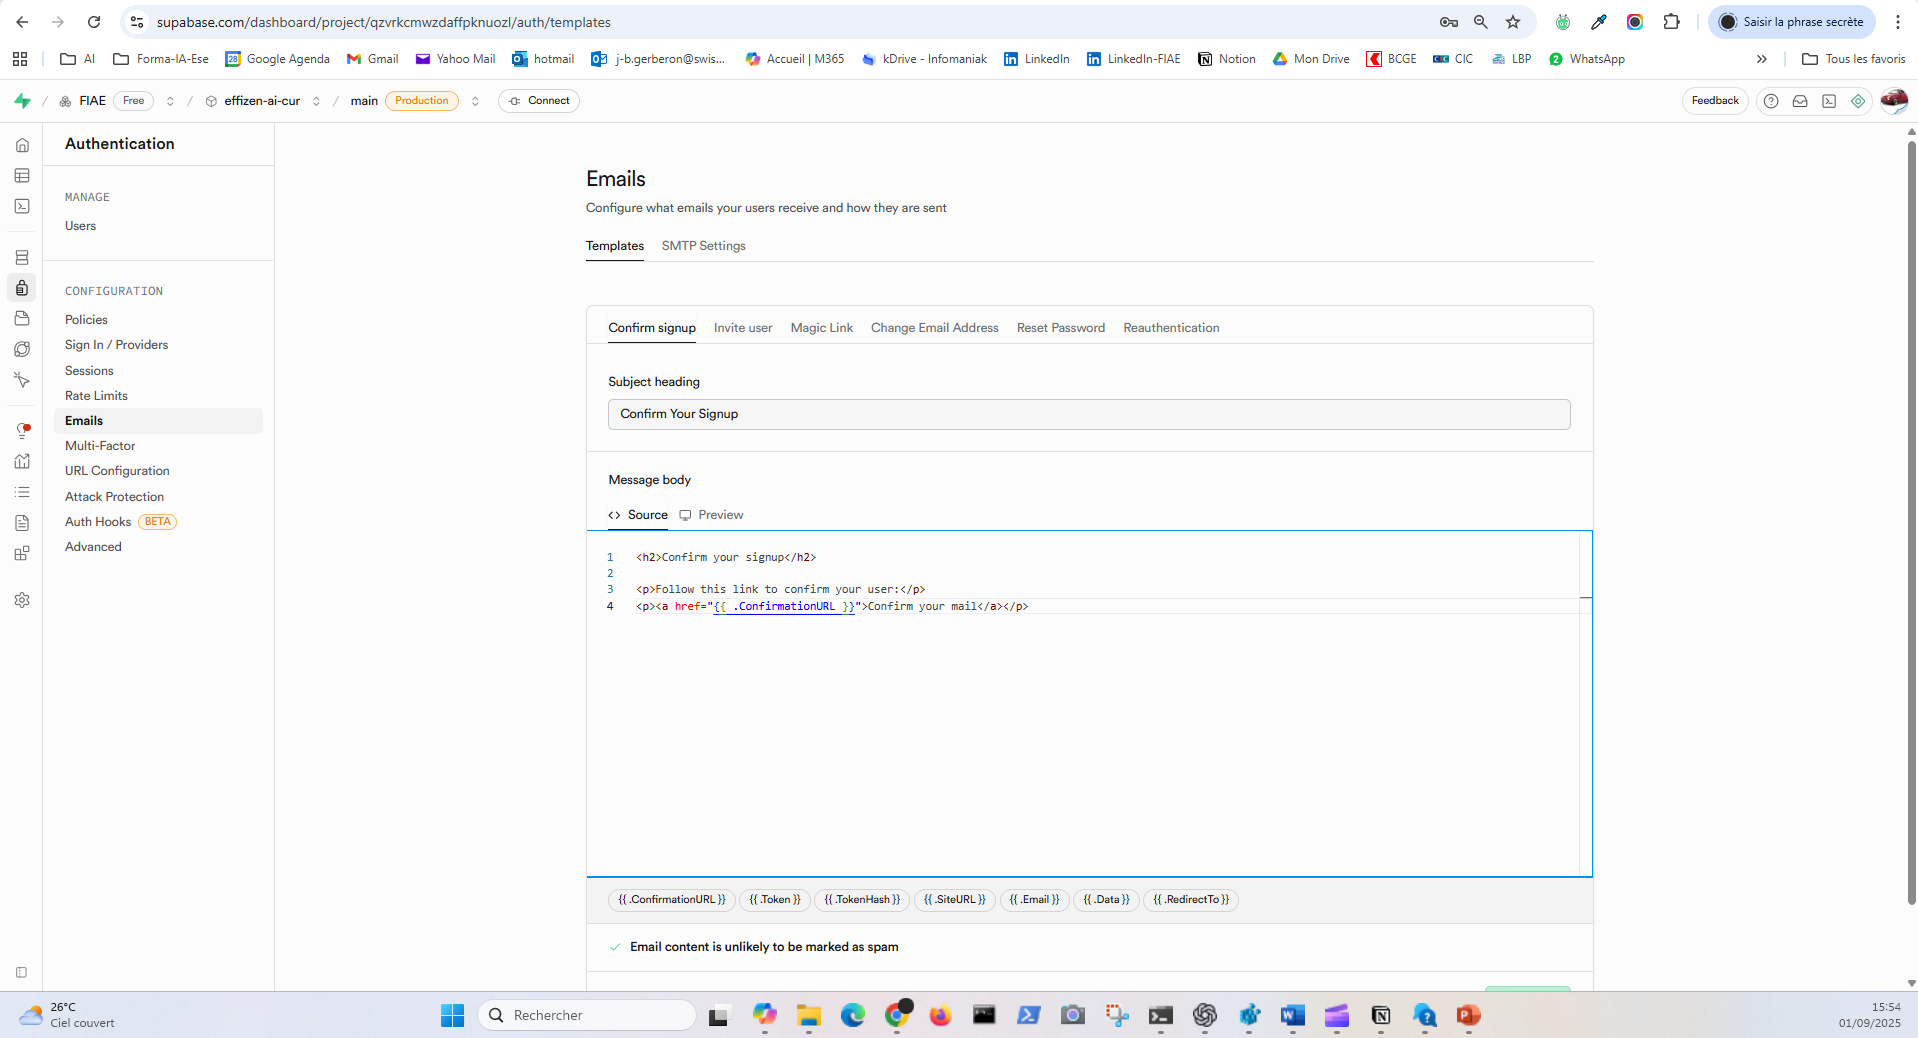 supabase.com/dashboard/project/qzvrkcmwzdaffpknuozl/auth/templates
Saisir la phrase secrète
AI
Forma-IA-Ese
28
Google Agenda
Gmail
Yahoo Mail
hotmail
j-b.gerberon@swis...
Accueil | M365
kDrive - Infomaniak
LinkedIn
LinkedIn-FIAE
Notion
Mon Drive
BCGE
CIC
LBP
2
WhatsApp
Tous les favoris
/ FIAE Free / effizen-ai-cur / main Production Connect
Feedback
Authentication
MANAGE
Users
CONFIGURATION
Policies
Sign In / Providers
Sessions
Rate Limits
Emails
Multi-Factor
URL Configuration
Attack Protection
Auth Hooks BETA
Advanced
Emails
Configure what emails your users receive and how they are sent
Templates SMTP Settings
Confirm signup Invite user Magic Link Change Email Address Reset Password Reauthentication
Subject heading
Confirm Your Signup
Message body
<> Source Preview
1 <h2>Confirm your signup</h2>
2
3 <p>Follow this link to confirm your user:</p>
4 <p><a href="{{ .ConfirmationURL }}">Confirm your mail</a></p>
{{ .ConfirmationURL }} {{ .Token }} {{ .TokenHash }} {{ .SiteURL }} {{ .Email }} {{ .Data }} {{ .RedirectTo }}
Email content is unlikely to be marked as spam
26°C
Ciel couvert
Rechercher
15:54
01/09/2025